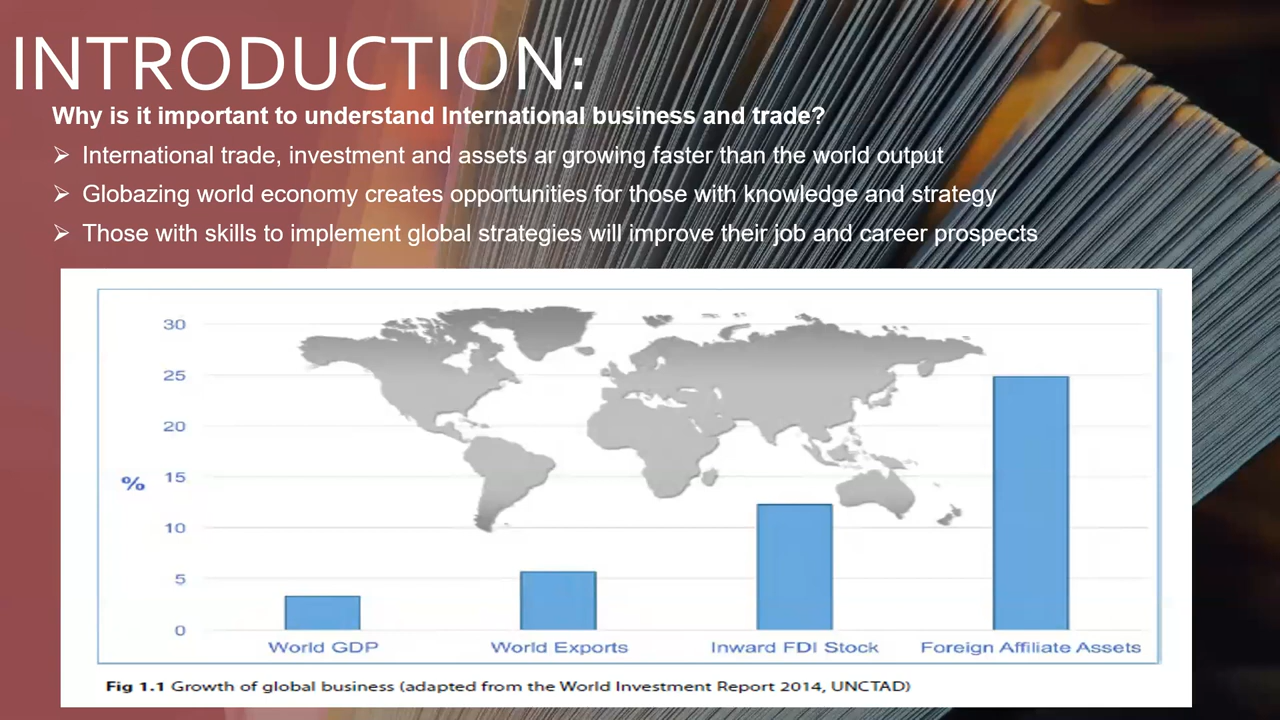 INTRODUCTION:
Why is it important to understand International business and trade?
➢ International trade, investment and assets ar growing faster than the world output
➢ Globazing world economy creates opportunities for those with knowledge and strategy
➢ Those with skills to implement global strategies will improve their job and career prospects
30
25
20
%
15
10
5
0
World GDP World Exports Inward FDI Stock Foreign Affiliate Assets
Fig 1.1 Growth of global business (adapted from the World Investment Report 2014, UNCTAD)